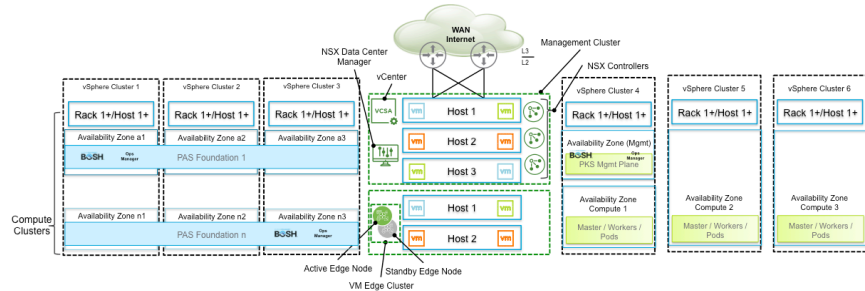 WAN
Internet
L3
L2
NSX Data Center
Manager
vCenter
Management Cluster
NSX Controllers
vSphere Cluster 1
vSphere Cluster 2
vSphere Cluster 3
vSphere Cluster 4
vSphere Cluster 5
vSphere Cluster 6
Rack 1+/Host 1+
Rack 1+/Host 1+
Rack 1+/Host 1+
VCSA
vm
Host 1
vm
Rack 1+/Host 1+
Rack 1+/Host 1+
Rack 1+/Host 1+
Availability Zone a1
Availability Zone a2
Availability Zone a3
vm
Host 2
vm
Availability Zone (Mgmt)
BOSH
Ops
Manager
PAS Foundation 1
vm
Host 3
vm
BOSH
Ops
Manager
PKS Mgmt Plane
Compute
Clusters
Availability Zone n1
Availability Zone n2
Availability Zone n3
PAS Foundation n
BOSH
Ops
Manager
vm
Host 1
vm
vm
Host 2
vm
Availability Zone
Compute 1
Master / Workers /
Pods
Availability Zone
Compute 2
Master / Workers /
Pods
Availability Zone
Compute 3
Master / Workers /
Pods
Active Edge Node
Standby Edge Node
VM Edge Cluster